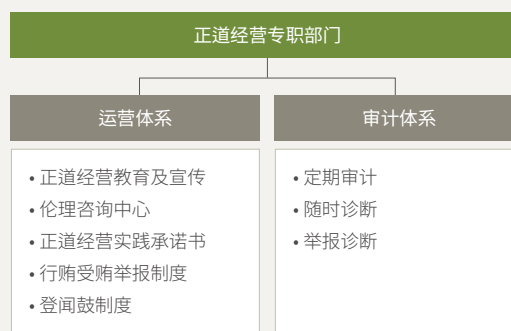 正道经营专职部门
运营体系
审计体系
• 正道经营教育及宣传
• 伦理咨询中心
• 正道经营实践承诺书
• 行贿受贿举报制度
• 登闻鼓制度
• 定期审计
• 随时诊断
• 举报诊断